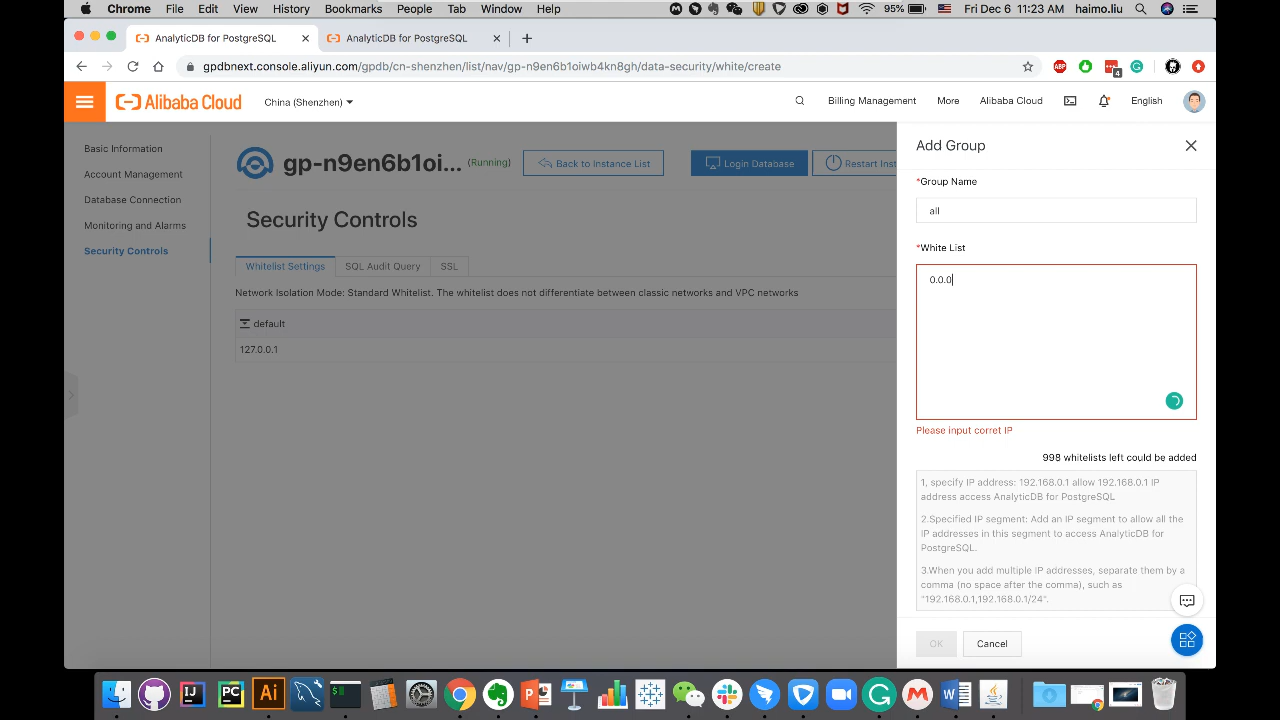 Chrome File Edit View History Bookmarks People Tab Window Help 95% Fri Dec 6 11:23 AM haimo.liu
AnalyticDB for PostgreSQL AnalyticDB for PostgreSQL
gpdbnext.console.aliyun.com/gpdb/cn-shenzhen/list/nav/gp-n9en6b1oiwb4kn8gh/data-security/white/create
ABP 4
Alibaba Cloud China (Shenzhen) Billing Management More Alibaba Cloud English
Basic Information
Account Management
Database Connection
Monitoring and Alarms
Security Controls
gp-n9en6b1oi... (Running) Back to Instance List Login Database Restart Inst
Security Controls
Whitelist Settings SQL Audit Query SSL
Network Isolation Mode: Standard Whitelist. The whitelist does not differentiate between classic networks and VPC networks
default
127.0.0.1
Add Group
*Group Name
all
*White List
0.0.0
Please input corret IP
998 whitelists left could be added
1, specify IP address: 192.168.0.1 allow 192.168.0.1 IP
address access AnalyticDB for PostgreSQL
2.Specified IP segment: Add an IP segment to allow all the
IP addresses in this segment to access AnalyticDB for
PostgreSQL.
3.When you add multiple IP addresses, separate them by a
comma (no space after the comma), such as
"192.168.0.1,192.168.0.1/24".
OK Cancel
IJ PC Ai $ P G M W